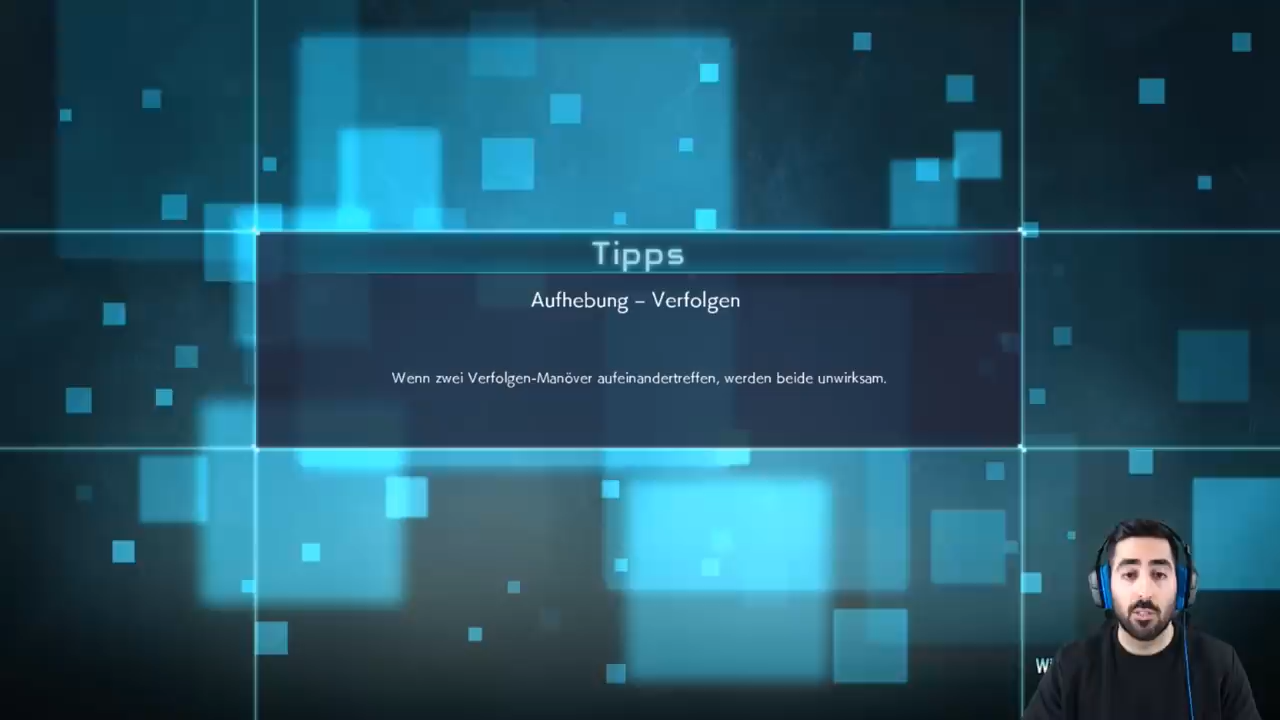 Tipps
Aufhebung – Verfolgen
Wenn zwei Verfolgen-Manöver aufeinandertreffen, werden beide unwirksam.